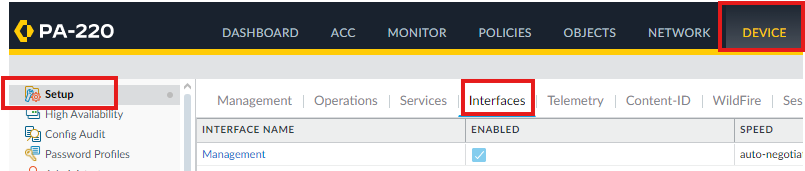 PA-220 DASHBOARD ACC MONITOR POLICIES OBJECTS NETWORK DEVICE
Setup
High Availability
Config Audit
Password Profiles
Management Operations Services Interfaces Telemetry Content-ID WildFire Ses
INTERFACE NAME ENABLED SPEED
Management auto-negotia